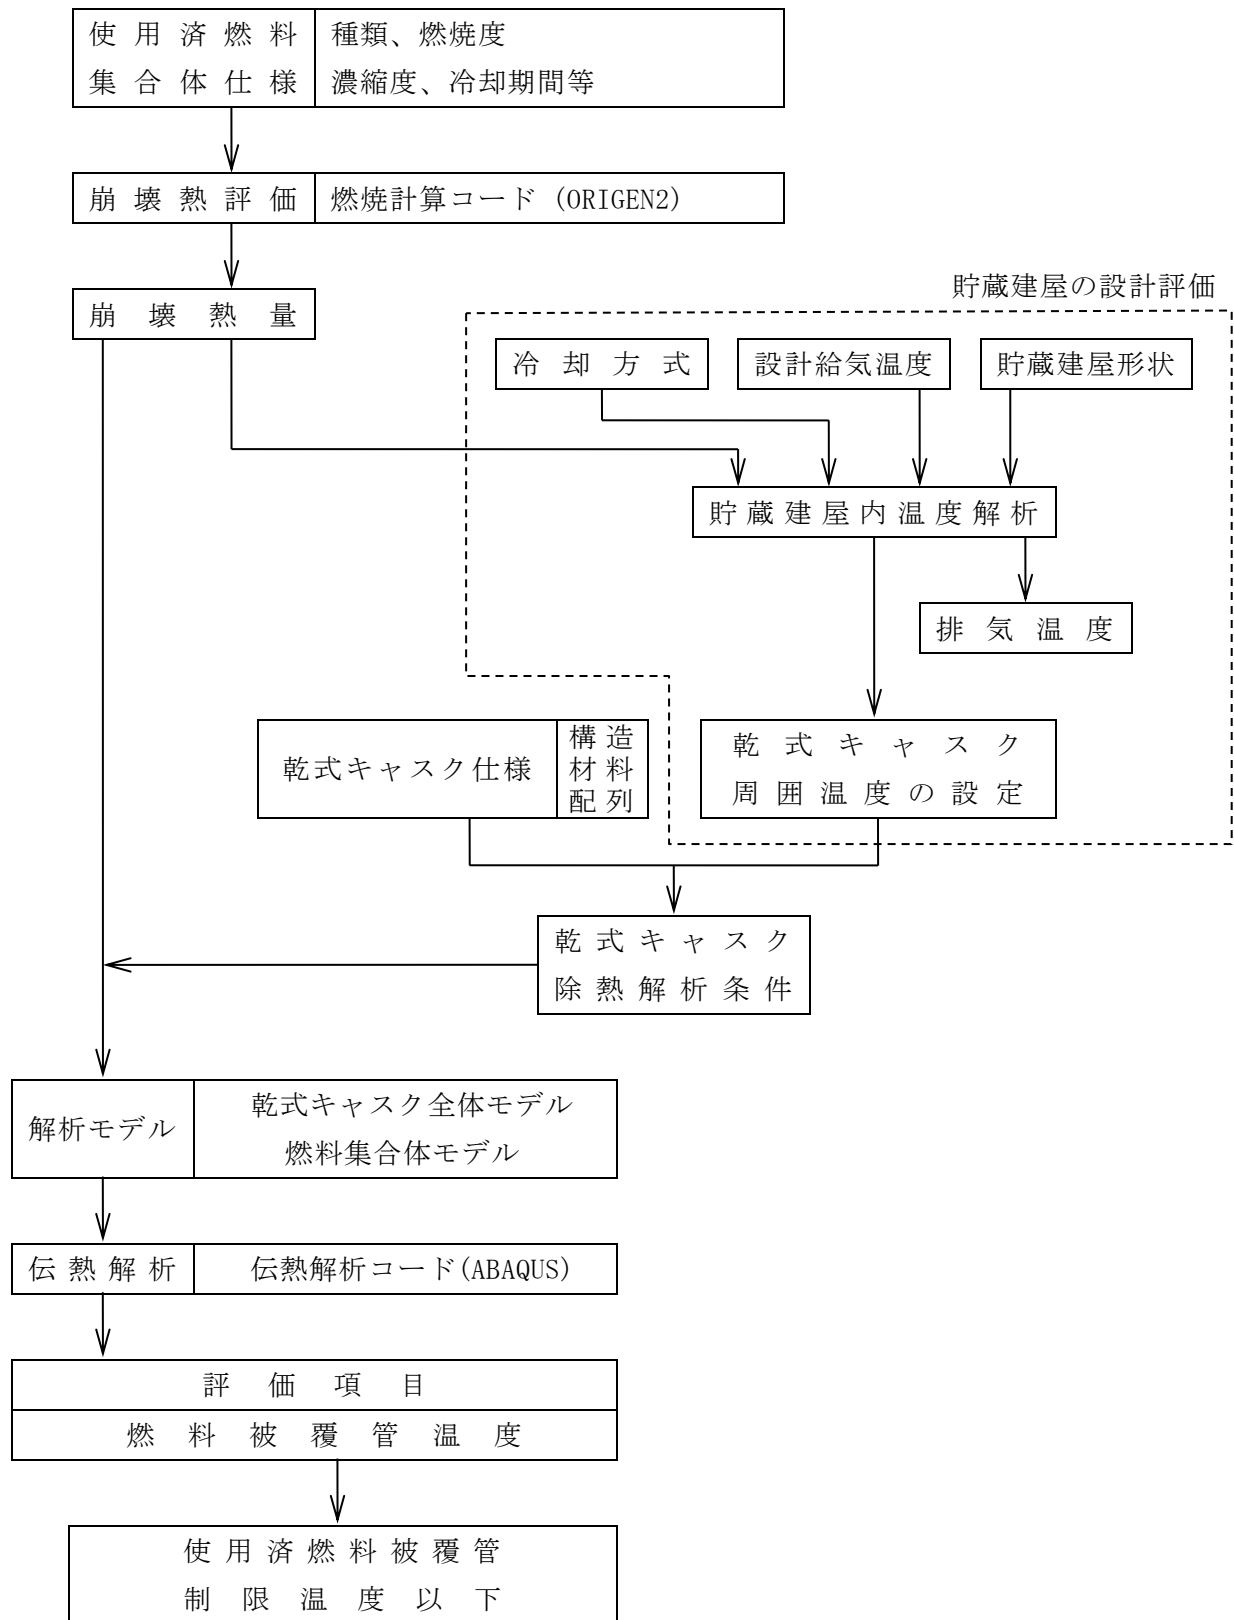 使用済燃料
集合体仕様
種類、燃焼度
濃縮度、冷却期間等
崩壊熱評価
燃焼計算コード (ORIGEN2)
崩壊熱量
貯蔵建屋の設計評価
冷却方式
設計給気温度
貯蔵建屋形状
貯蔵建屋内温度解析
排気温度
乾式キャスク仕様
構造
材料
配列
乾式キャスク
周囲温度の設定
乾式キャスク
除熱解析条件
解析モデル
乾式キャスク全体モデル
燃料集合体モデル
伝熱解析
伝熱解析コード(ABAQUS)
評価項目
燃料被覆管温度
使用済燃料被覆管
制限温度以下